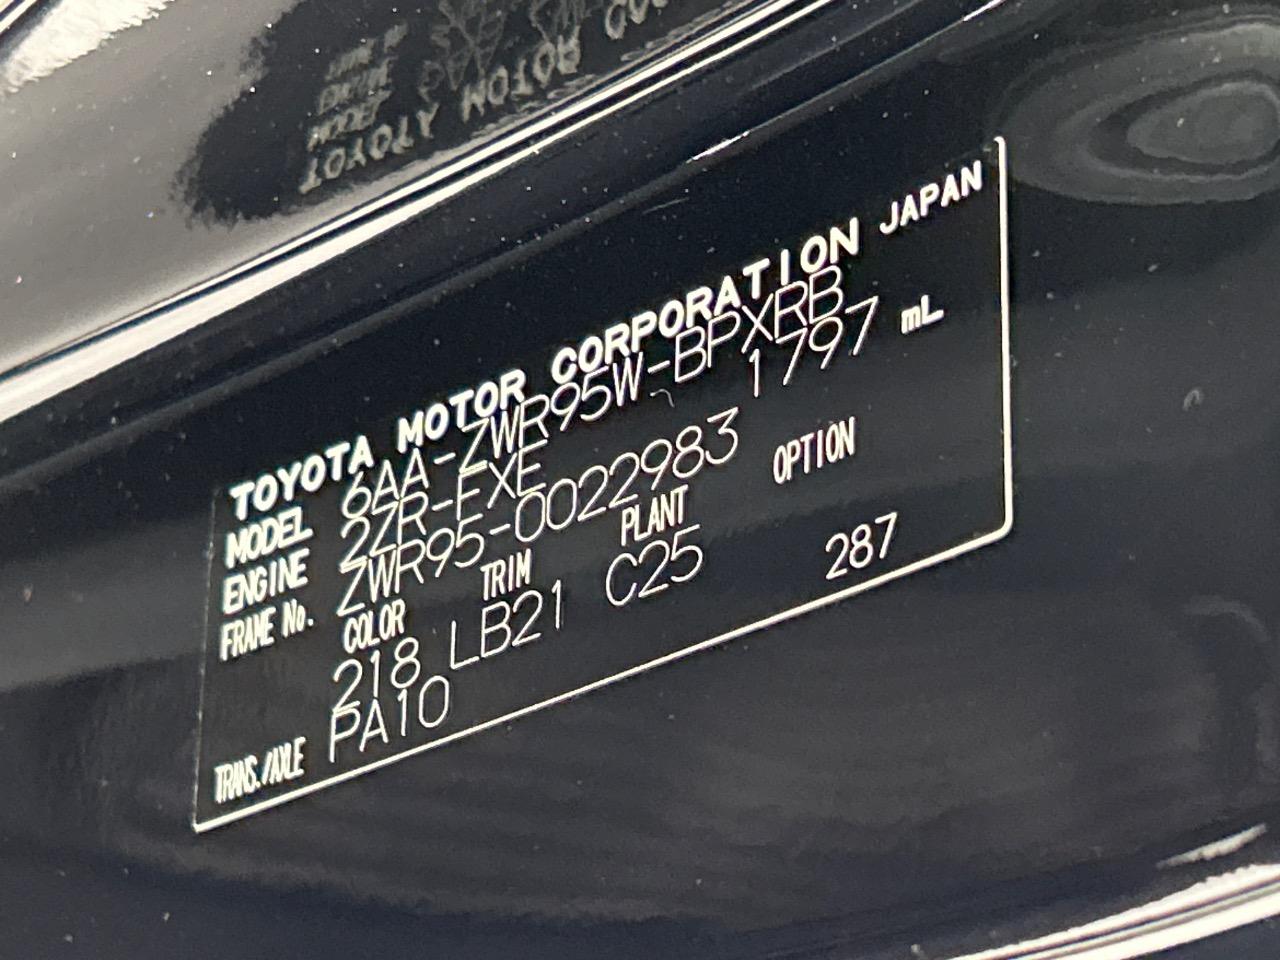 TOYOTA MOTOR CORPORATION JAPAN
MODEL 6AA-ZWR95W-BPXRB
ENGINE 2ZR-FXE 1797 mL
FRAME No. ZWR95-0022983
COLOR TRIM PLANT OPTION
218 LB21 C25 287
TRANS./AXLE PA10